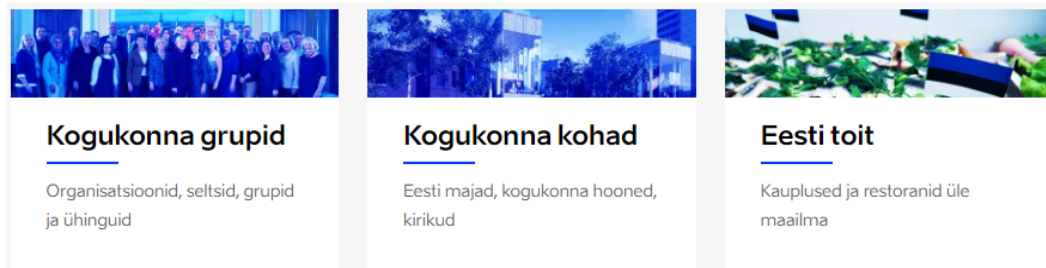 Kogukonna grupid
Organisatsioonid, seltsid, grupid
ja ühinguid
Kogukonna kohad
Eesti majad, kogukonna hooned,
kirikud
Eesti toit
Kauplused ja restoranid üle
maailma